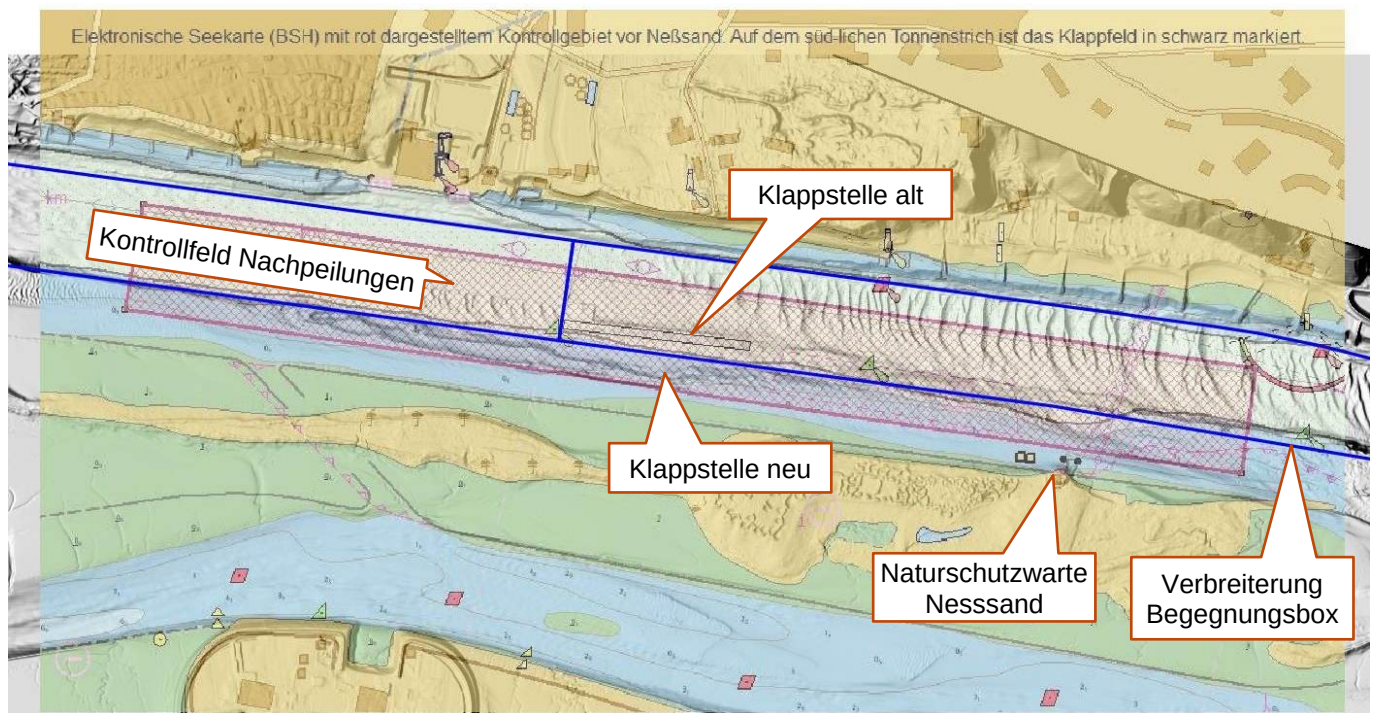 Elektronische Seekarte (BSH) mit rot dargestelltem Kontrollgebiet vor Neßsand. Auf dem süd-lichen Tonnenstrich ist das Klappfeld in schwarz markiert.
Klappstelle alt
km
Kontrollfeld Nachpeilungen
Klappstelle neu
Naturschutzwarte
Nesssand
Verbreiterung
Begegnungsbox